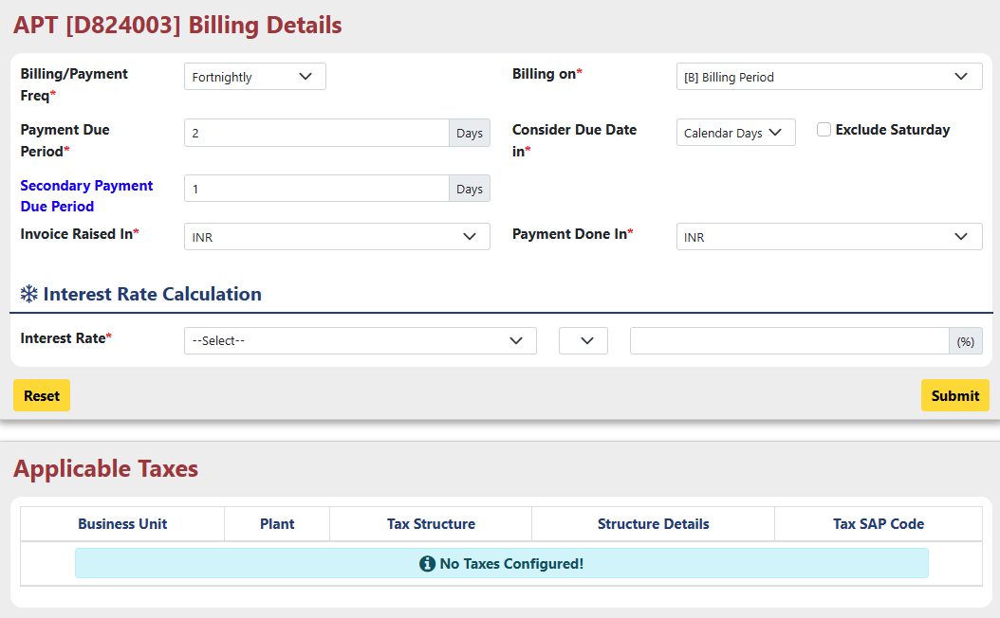 APT [D824003] Billing Details
Billing/Payment Freq*
Fortnightly
Billing on*
[B] Billing Period
Payment Due Period*
2
Days
Consider Due Date in*
Calendar Days
Exclude Saturday
Secondary Payment Due Period
1
Days
Invoice Raised In*
INR
Payment Done In*
INR
Interest Rate Calculation
Interest Rate*
--Select--
(%)
Reset
Submit
Applicable Taxes
Business Unit
Plant
Tax Structure
Structure Details
Tax SAP Code
No Taxes Configured!